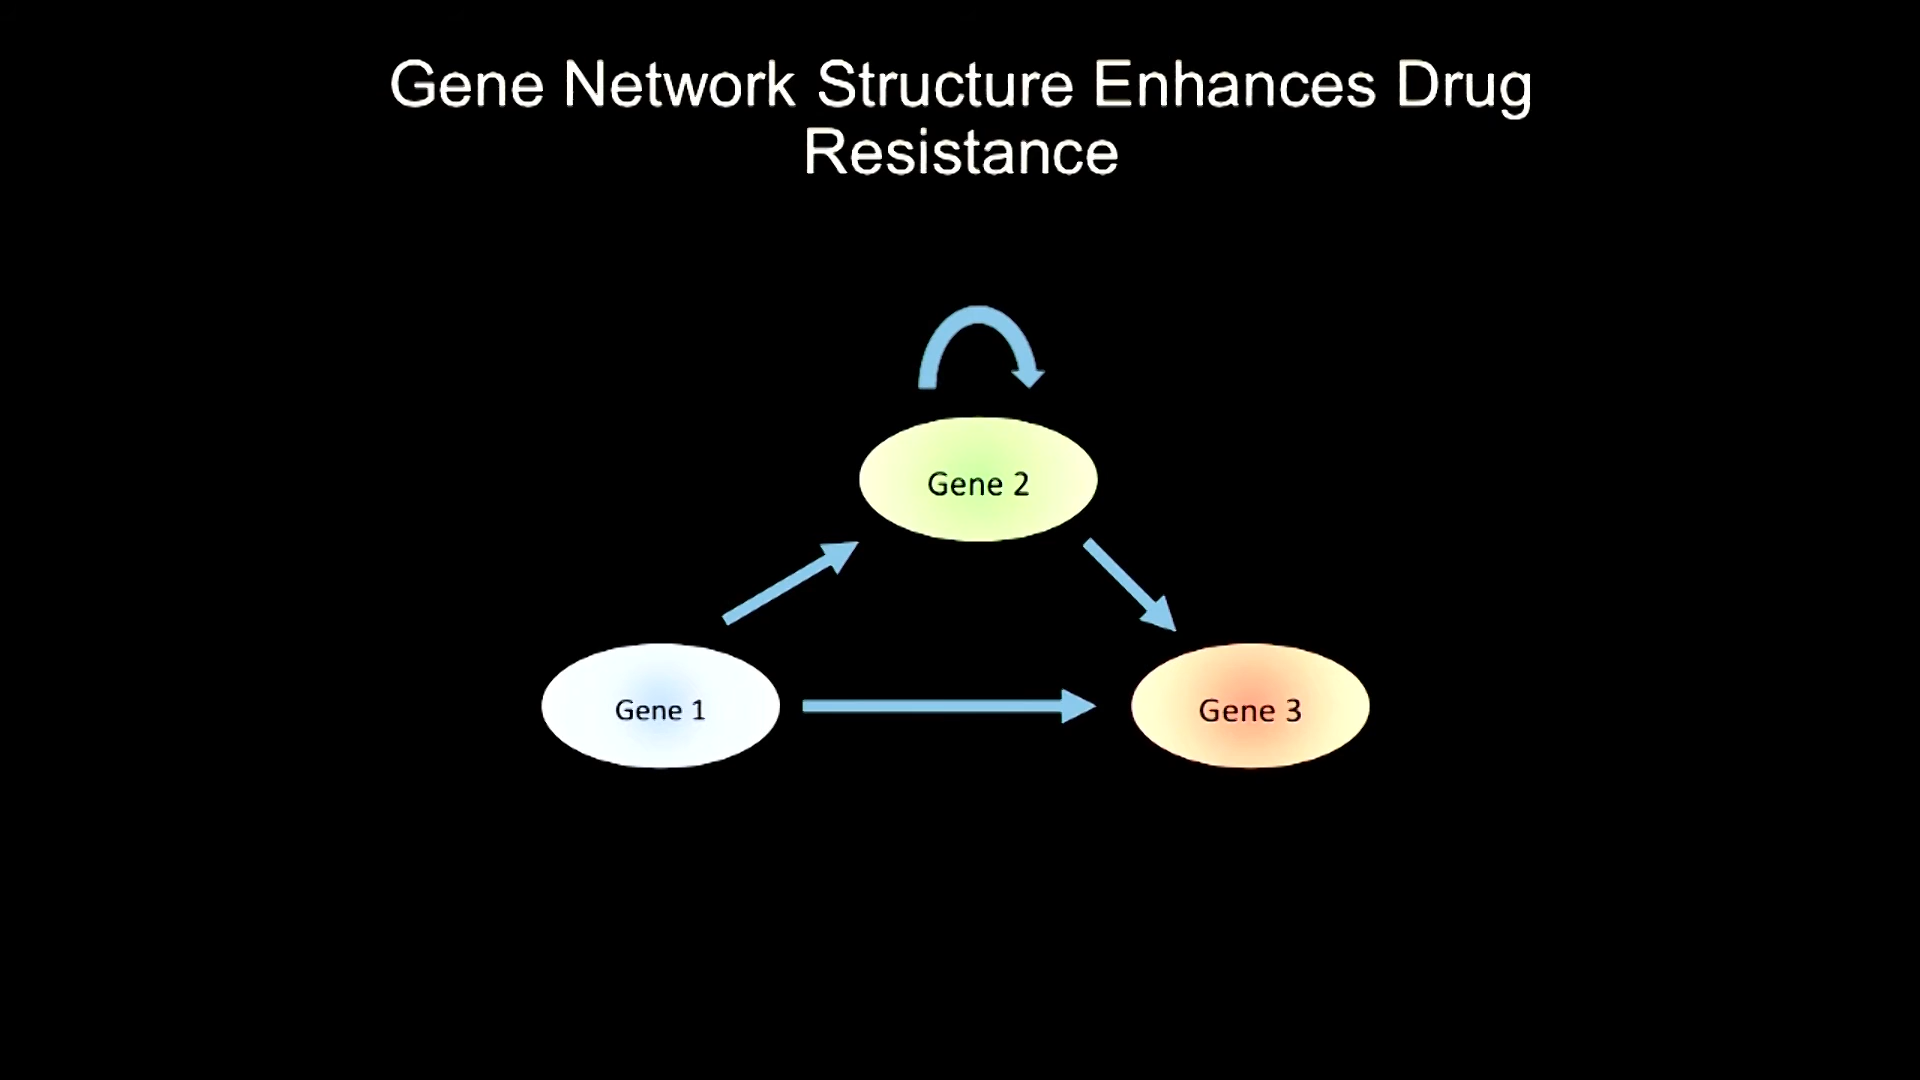 Gene Network Structure Enhances Drug
Resistance
Gene 2
Gene 1
Gene 3